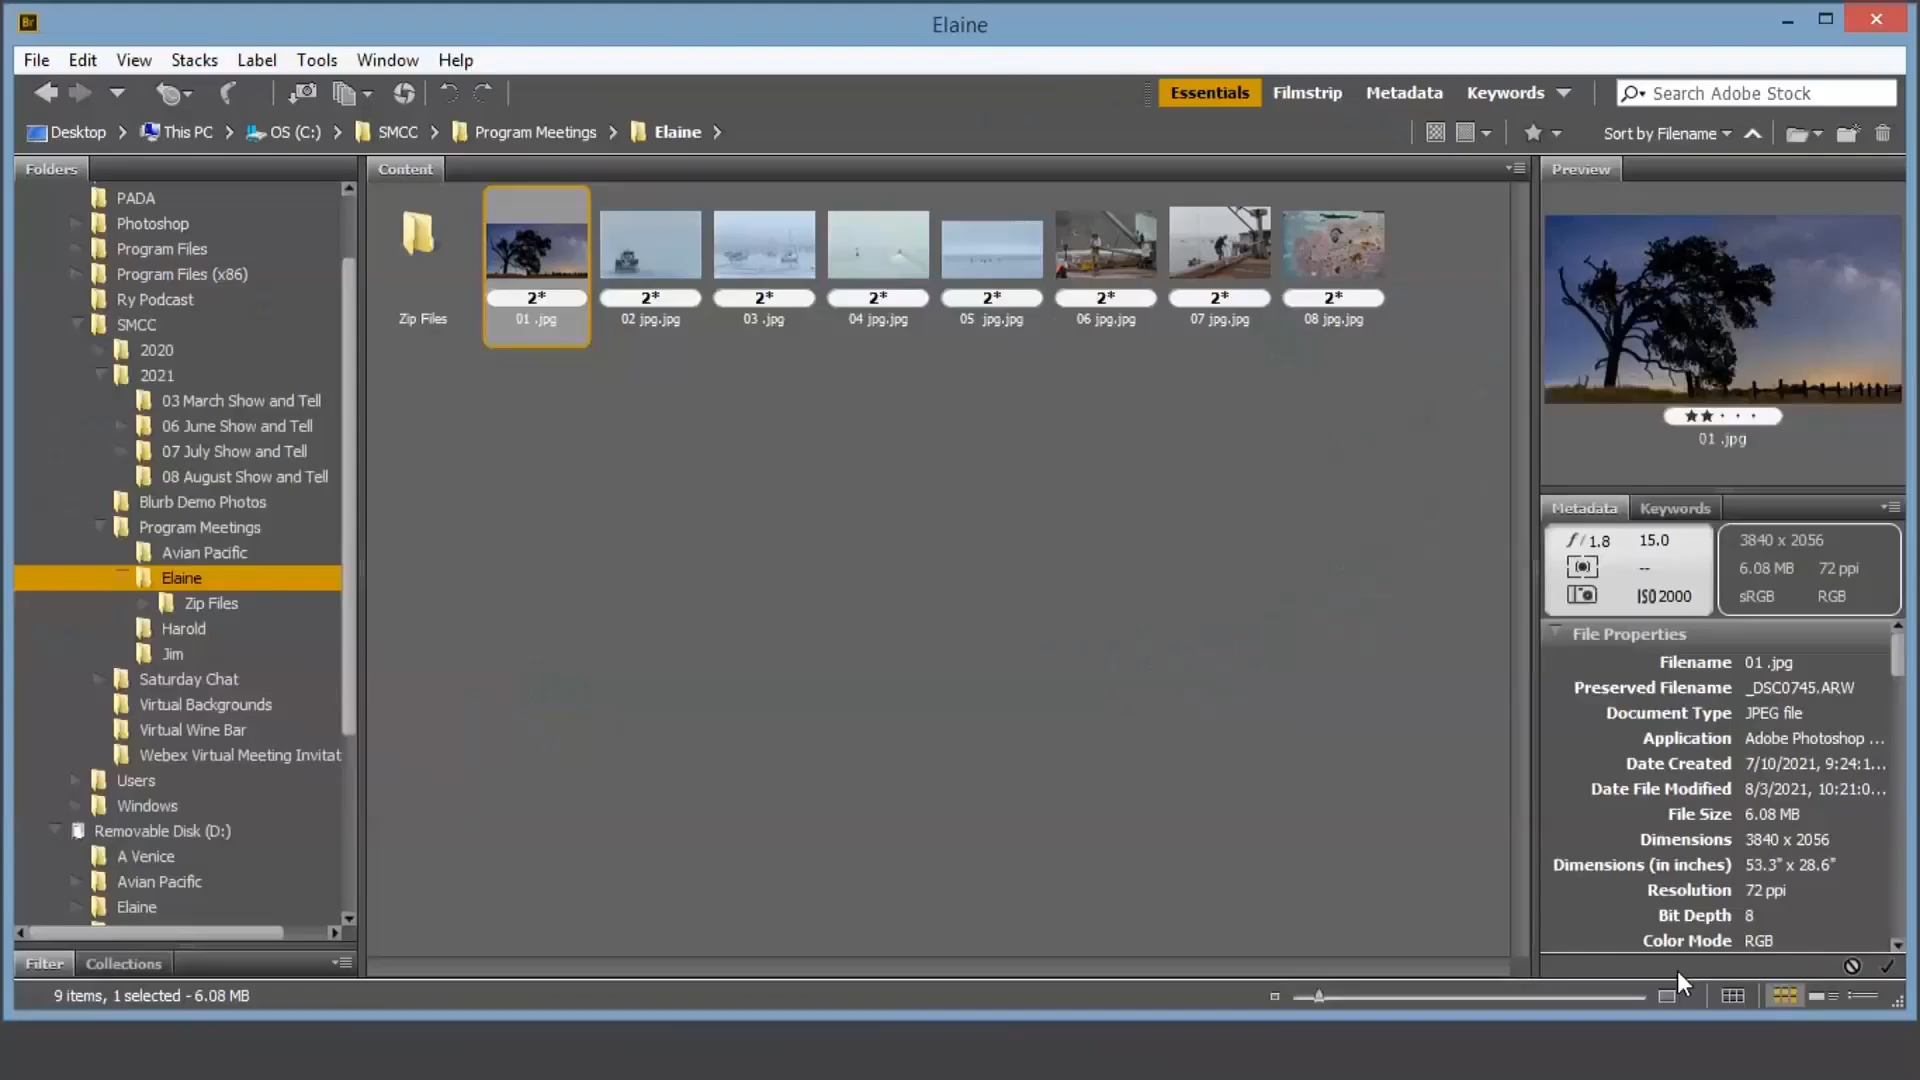 Br
Elaine
File Edit View Stacks Label Tools Window Help
Essentials Filmstrip Metadata Keywords
Search Adobe Stock
Desktop This PC OS (C:) SMCC Program Meetings Elaine
Sort by Filename
Folders
PADA
Photoshop
Program Files
Program Files (x86)
Ry Podcast
SMCC
2020
2021
03 March Show and Tell
06 June Show and Tell
07 July Show and Tell
08 August Show and Tell
Blurb Demo Photos
Program Meetings
Avian Pacific
Elaine
Zip Files
Harold
Jim
Saturday Chat
Virtual Backgrounds
Virtual Wine Bar
Webex Virtual Meeting Invitat
Users
Windows
Removable Disk (D:)
A Venice
Avian Pacific
Elaine
Filter Collections
Content
2* 2* 2* 2* 2* 2* 2* 2*
Zip Files 01 .jpg 02 jpg.jpg 03 .jpg 04 jpg.jpg 05 jpg.jpg 06 jpg.jpg 07 jpg.jpg 08 jpg.jpg
Preview
01 .jpg
Metadata Keywords
f/1.8 15.0
--
ISO2000
3840 x 2056
6.08 MB 72 ppi
sRGB RGB
File Properties
Filename 01 .jpg
Preserved Filename _DSC0745.ARW
Document Type JPEG file
Application Adobe Photoshop ...
Date Created 7/10/2021, 9:24:1...
Date File Modified 8/3/2021, 10:21:0...
File Size 6.08 MB
Dimensions 3840 x 2056
Dimensions (in inches) 53.3" x 28.6"
Resolution 72 ppi
Bit Depth 8
Color Mode RGB
9 items, 1 selected - 6.08 MB